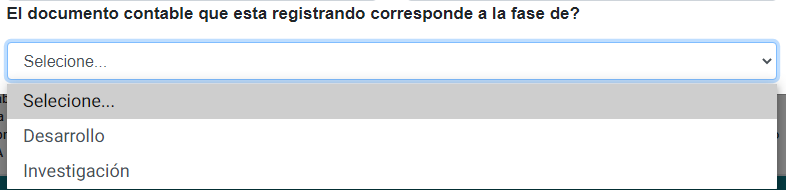 El documento contable que esta registrando corresponde a la fase de?
Selecione...
Selecione...
Desarrollo
Investigación